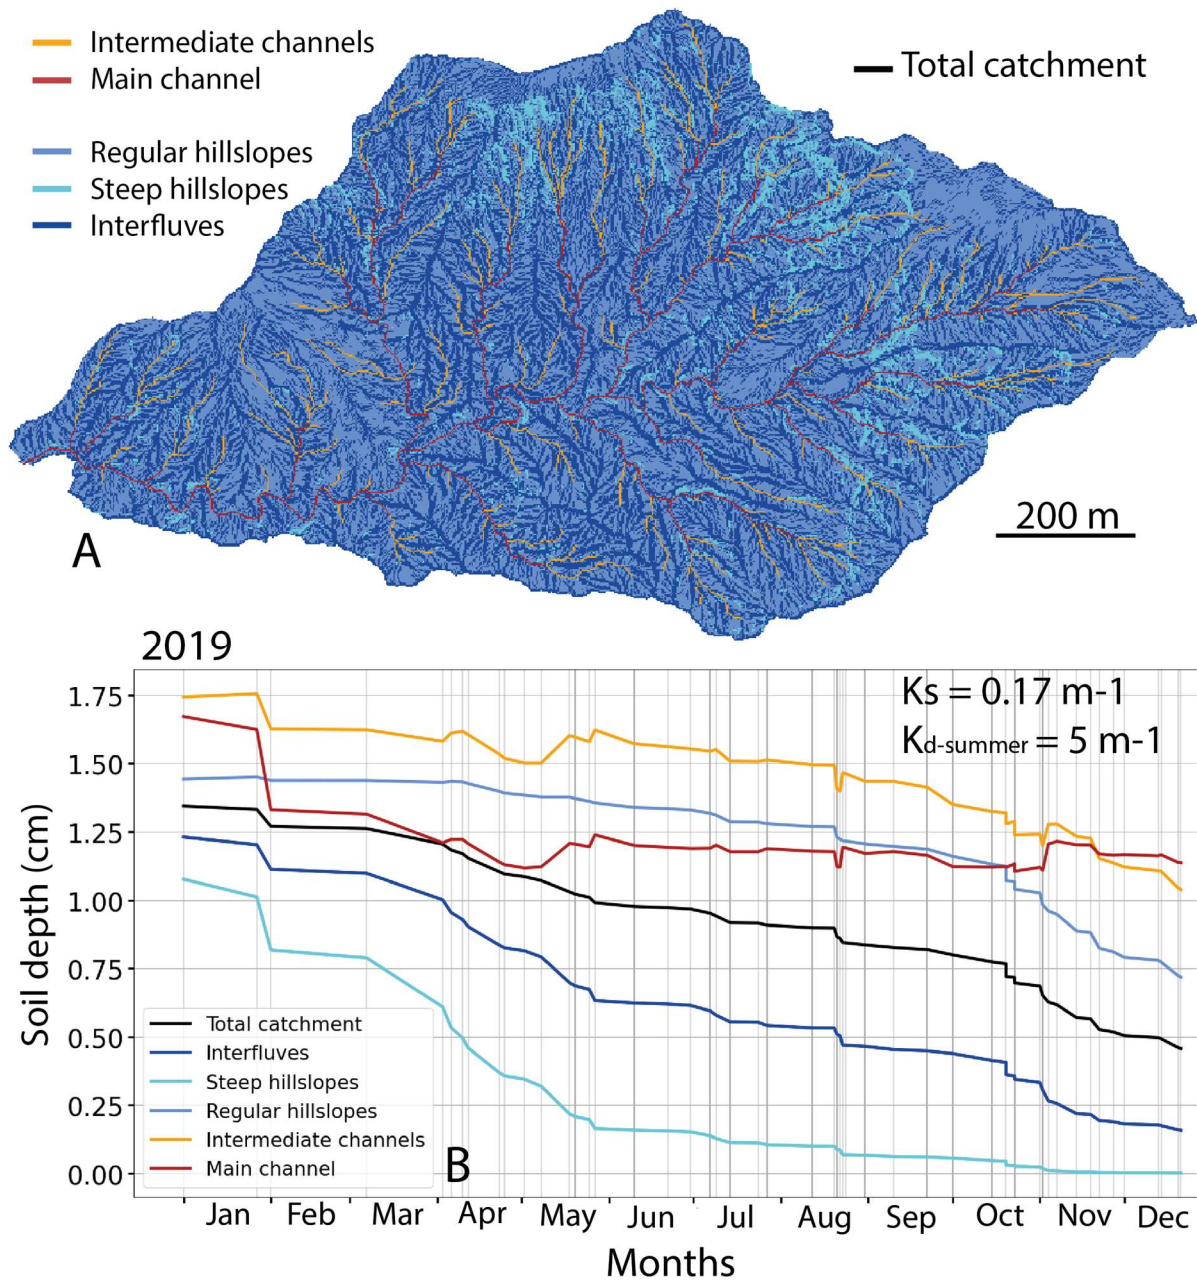 Intermediate channels
Main channel
Total catchment
Regular hillslopes
Steep hillslopes
Interfluves
200 m
A
2019
Ks = 0.17 m-1
Kd-summer = 5 m-1
1.75
1.50
1.25
1.00
0.75
0.50
0.25
0.00
Soil depth (cm)
Total catchment
Interfluves
Steep hillslopes
Regular hillslopes
Intermediate channels
Main channel
B
Jan Feb Mar Apr May Jun Jul Aug Sep Oct Nov Dec
Months